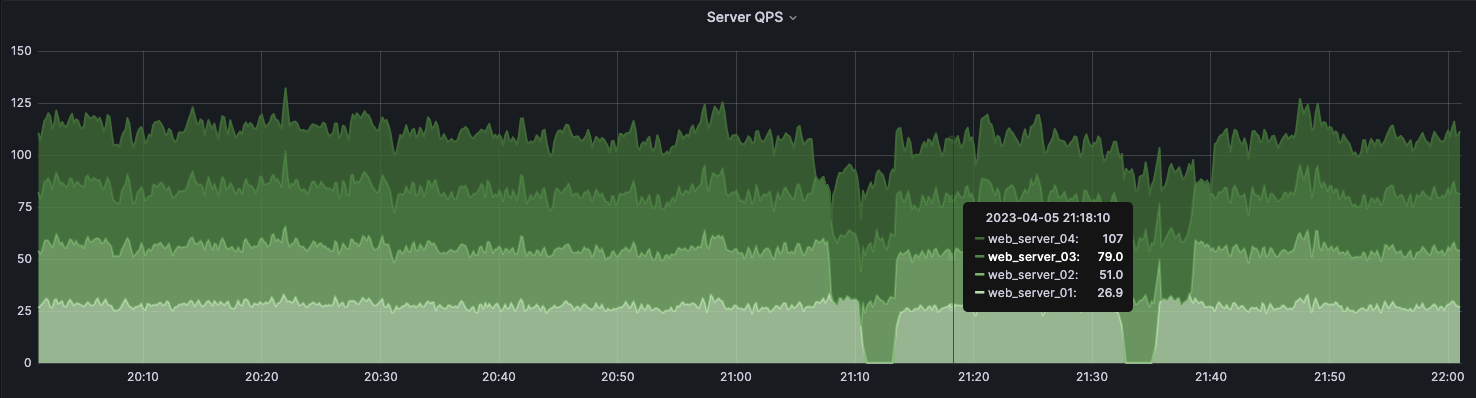 Server QPS
150
125
100
75
50
25
0
2023-04-05 21:18:10
web_server_04: 107
web_server_03: 79.0
web_server_02: 51.0
web_server_01: 26.9
20:10 20:20 20:30 20:40 20:50 21:00 21:10 21:20 21:30 21:40 21:50 22:00